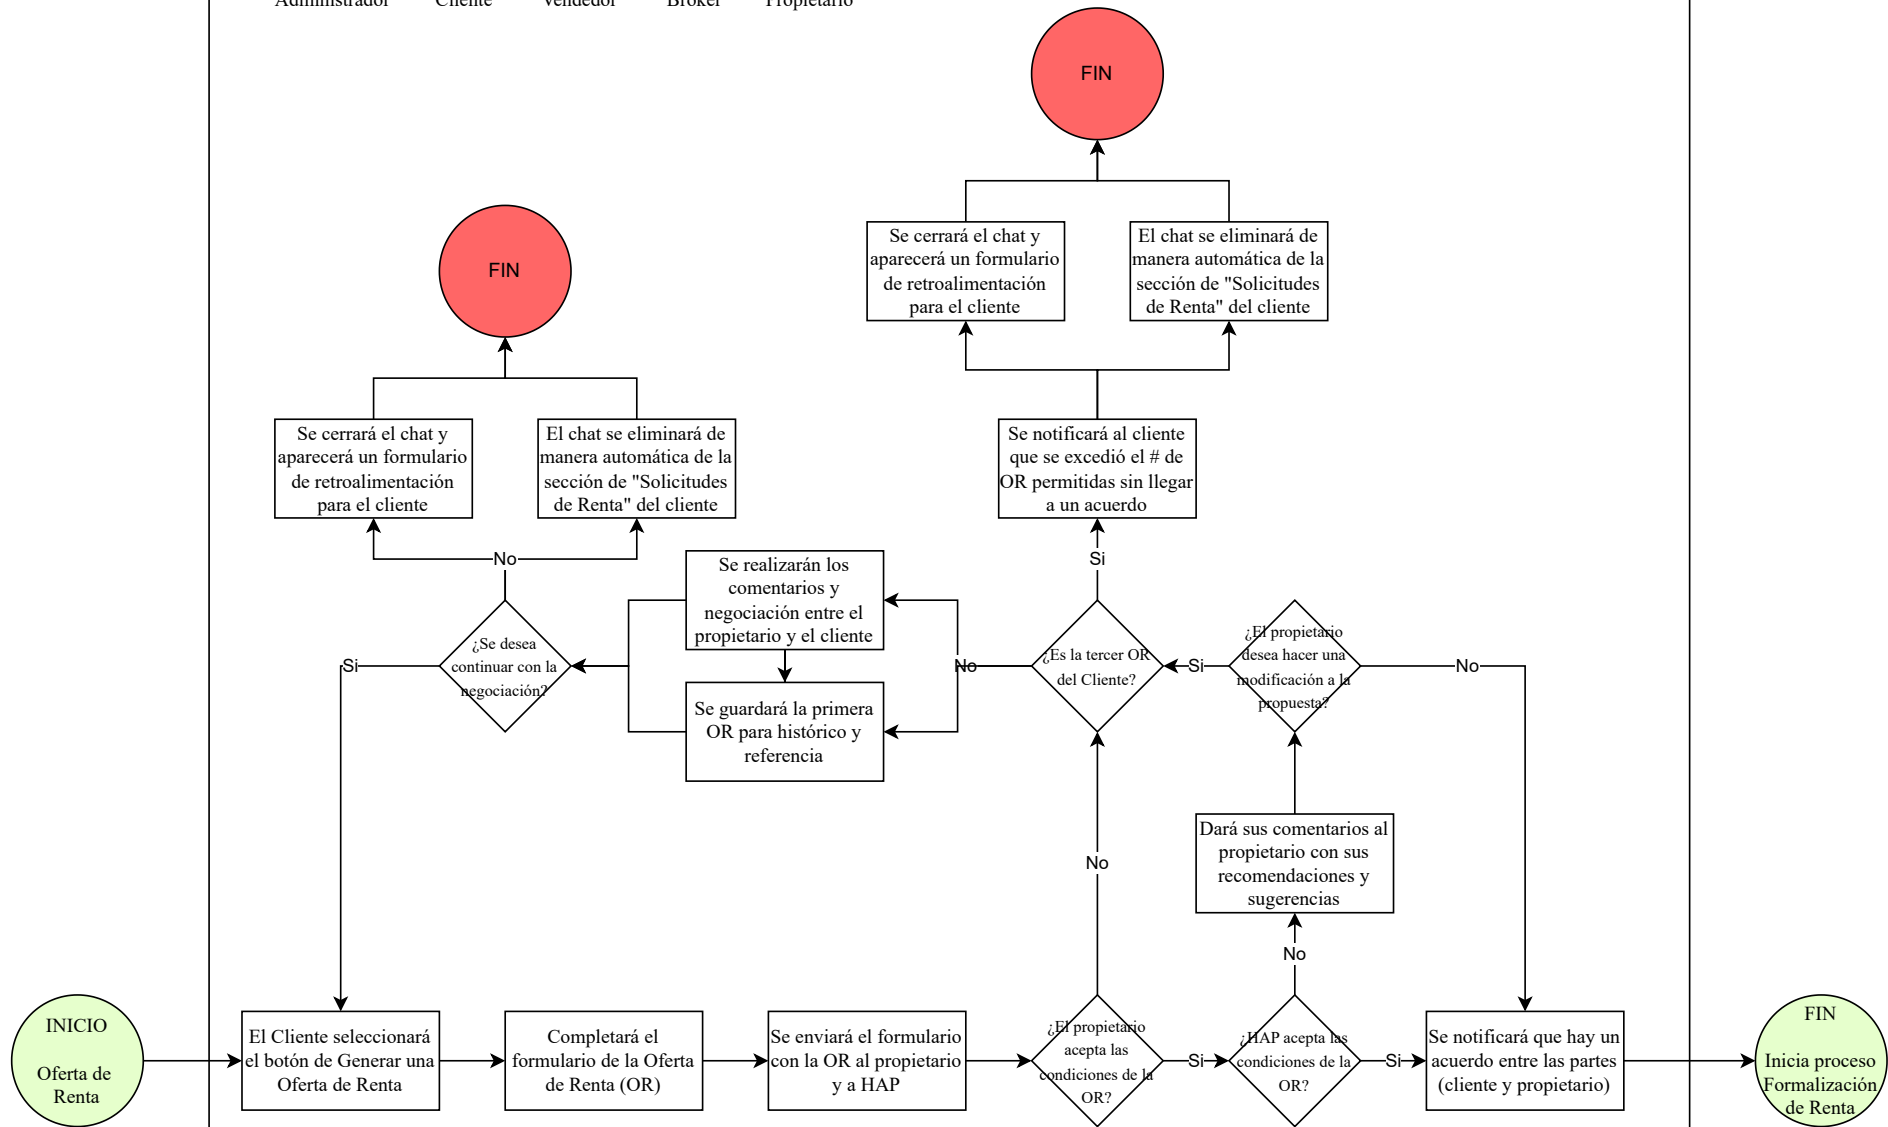 Administrador Cliente Vendedor Broker Propietario
FIN
Se cerrará el chat y
aparecerá un formulario
de retroalimentación
para el cliente
El chat se eliminará de
manera automática de la
sección de "Solicitudes
de Renta" del cliente
FIN
Se cerrará el chat y
aparecerá un formulario
de retroalimentación
para el cliente
El chat se eliminará de
manera automática de la
sección de "Solicitudes
de Renta" del cliente
Se notificará al cliente
que se excedió el # de
OR permitidas sin llegar
a un acuerdo
No
Si
Se realizarán los
comentarios y
negociación entre el
propietario y el cliente
Si
¿Se desea
continuar con la
negociación?
No
¿Es la tercer OR
del Cliente?
Si
¿El propietario
desea hacer una
modificación a la
propuesta?
No
Se guardará la primera
OR para histórico y
referencia
No
Dará sus comentarios al
propietario con sus
recomendaciones y
sugerencias
No
INICIO
Oferta de
Renta
El Cliente seleccionará
el botón de Generar una
Oferta de Renta
Completará el
formulario de la Oferta
de Renta (OR)
Se enviará el formulario
con la OR al propietario
y a HAP
¿El propietario
acepta las
condiciones de la
OR?
Si
¿HAP acepta las
condiciones de la
OR?
Si
Se notificará que hay un
acuerdo entre las partes
(cliente y propietario)
FIN
Inicia proceso
Formalización
de Renta